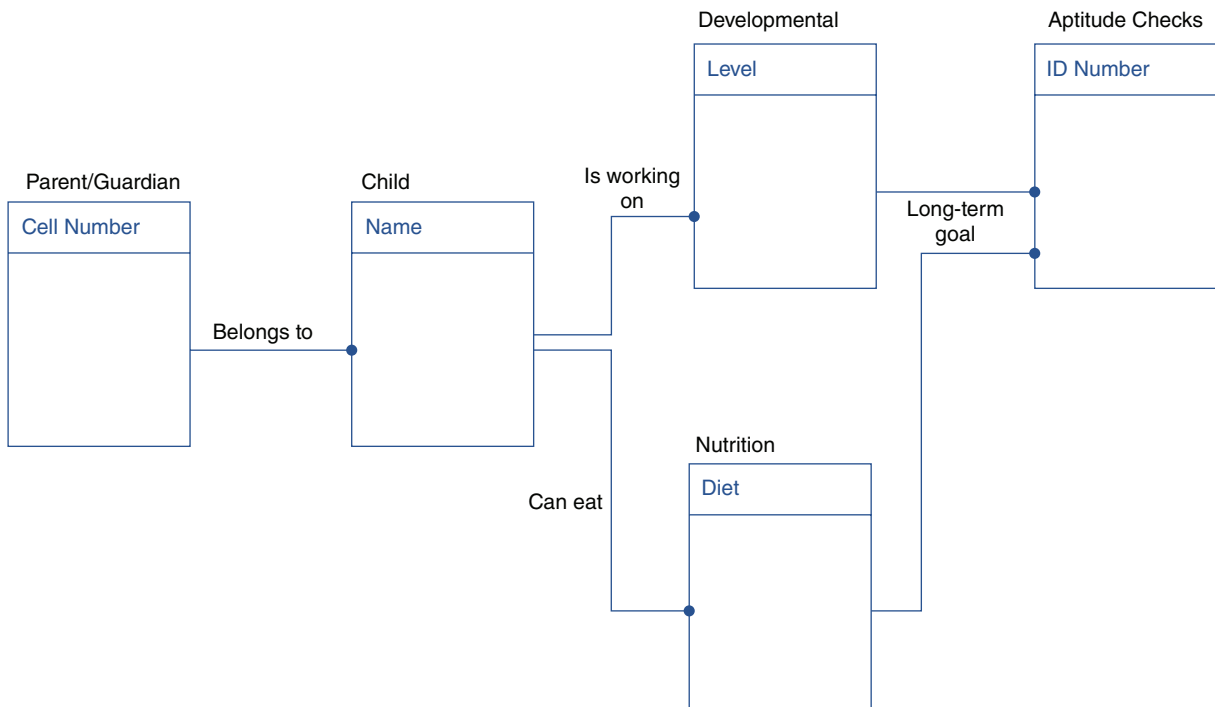 Developmental
Aptitude Checks
Level
ID Number
Parent/Guardian
Child
Is working
on
Cell Number
Name
Long-term
goal
Belongs to
Nutrition
Diet
Can eat